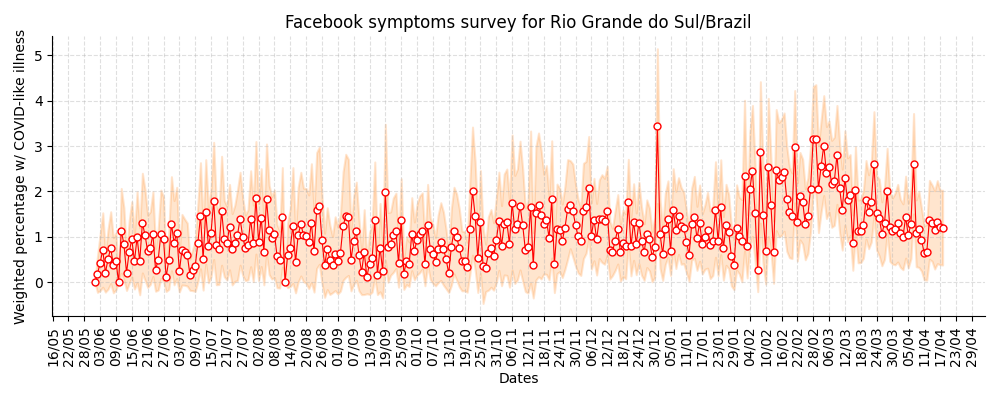 Facebook symptoms survey for Rio Grande do Sul/Brazil
Weighted percentage w/ COVID-like illness
5
4
3
2
1
0
16/05 22/05 28/05 03/06 09/06 15/06 21/06 27/06 03/07 09/07 15/07 21/07 27/07 02/08 08/08 14/08 20/08 26/08 01/09 07/09 13/09 19/09 25/09 01/10 07/10 13/10 19/10 25/10 31/10 06/11 12/11 18/11 24/11 30/11 06/12 12/12 18/12 24/12 30/12 05/01 11/01 17/01 23/01 29/01 04/02 10/02 16/02 22/02 28/02 06/03 12/03 18/03 24/03 30/03 05/04 11/04 17/04 23/04 29/04
Dates